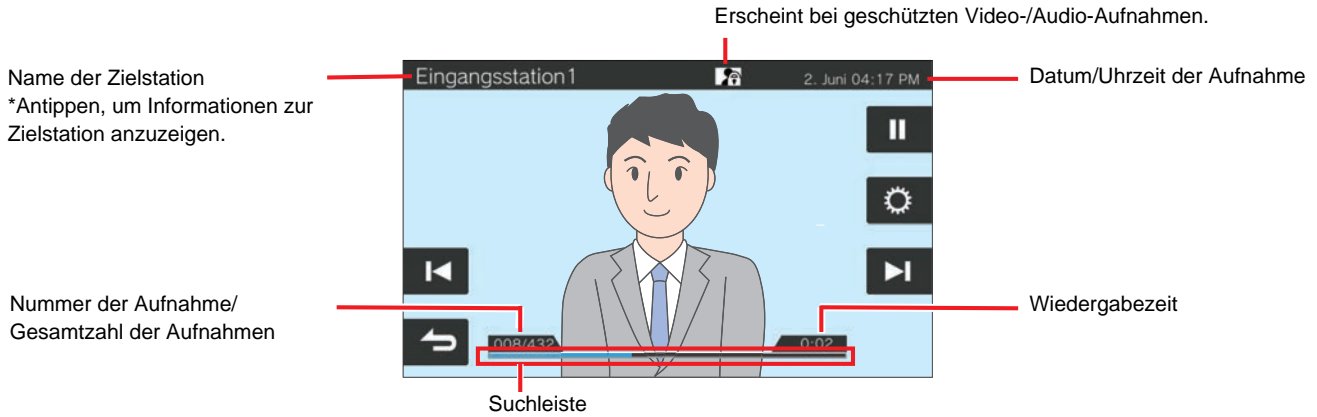 Erscheint bei geschützten Video-/Audio-Aufnahmen.
Name der Zielstation
*Antippen, um Informationen zur
Zielstation anzuzeigen.
Eingangsstation1
2. Juni 04:17 PM
Datum/Uhrzeit der Aufnahme
Nummer der Aufnahme/
Gesamtzahl der Aufnahmen
008/432
0:02
Wiedergabezeit
Suchleiste